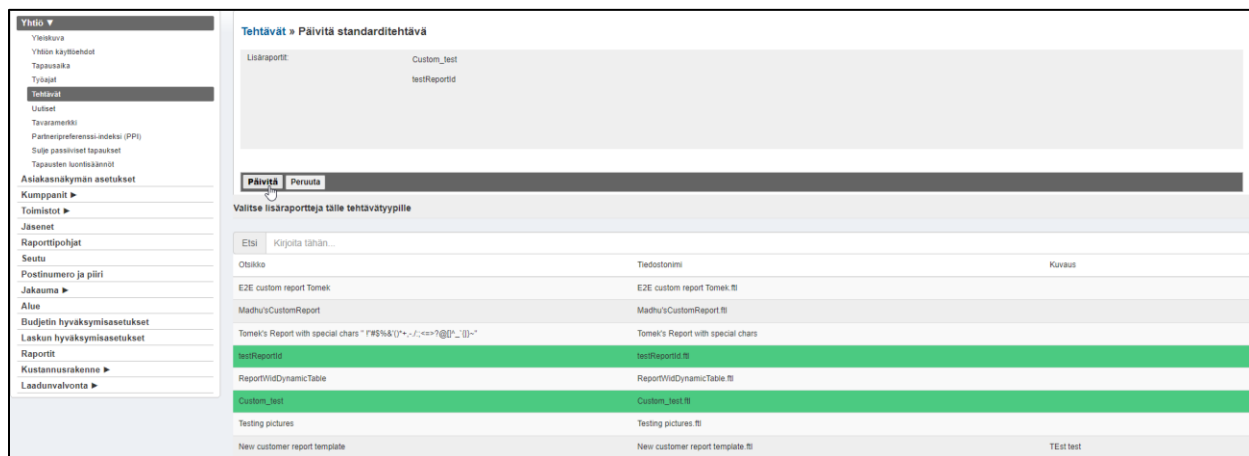 Yhtiö ▼
Yleiskuva
Yhtiön käyttöehdot
Tapausaika
Työajat
Tehtävät
Uutiset
Tavaramerkki
Partneripreferenssi-indeksi (PPI)
Sulje passiiviset tapaukset
Tapausten luontisäännöt
Asiakasnäkymän asetukset
Kumppanit ►
Toimistot ►
Jäsenet
Raporttipohjat
Seutu
Postinumero ja piiri
Jakauma ►
Alue
Budjetin hyväksymisasetukset
Laskun hyväksymisasetukset
Raportit
Kustannusrakenne ►
Laadunvalvonta ►
Tehtävät » Päivitä standarditehtävä
Lisäraportit: Custom_test
testReportId
Päivitä Peruuta
Valitse lisäraportteja tälle tehtävätyypille
Etsi Kirjoita tähän...
Otsikko Tiedostonimi Kuvaus
E2E custom report Tomek E2E custom report Tomek.ftl
Madhu'sCustomReport Madhu'sCustomReport.ftl
Tomek's Report with special chars Tomek's Report with special chars
testReportId testReportId.ftl
ReportWidDynamicTable ReportWidDynamicTable.ftl
Custom_test Custom_test.ftl
Testing pictures Testing pictures.ftl
New customer report template New customer report template.ftl TEst test